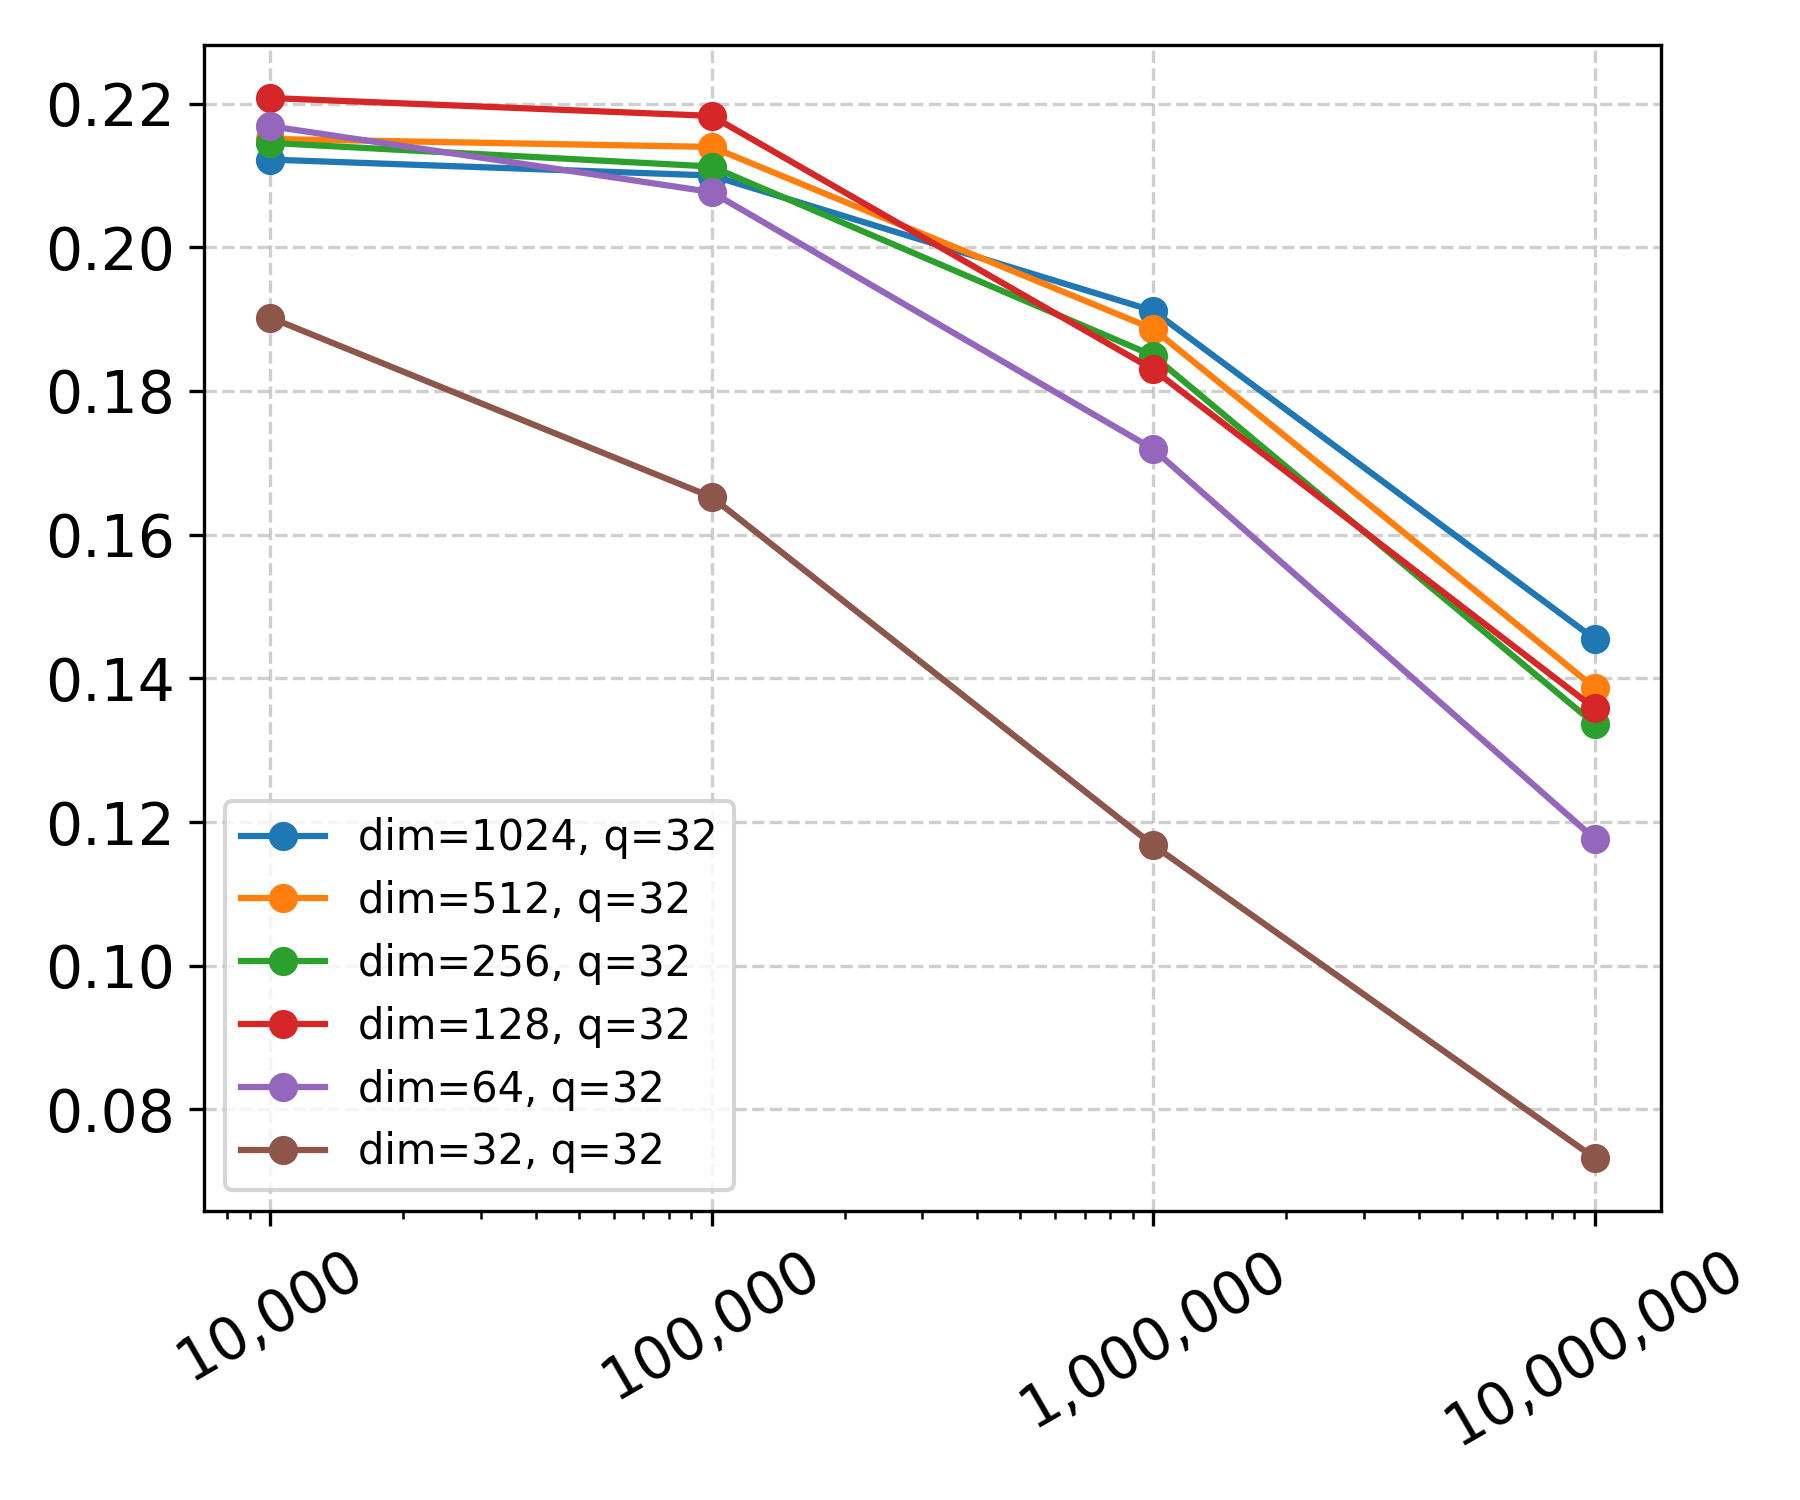 0.22
0.20
0.18
0.16
0.14
0.12
0.10
0.08
dim=1024, q=32
dim=512, q=32
dim=256, q=32
dim=128, q=32
dim=64, q=32
dim=32, q=32
10,000
100,000
1,000,000
10,000,000